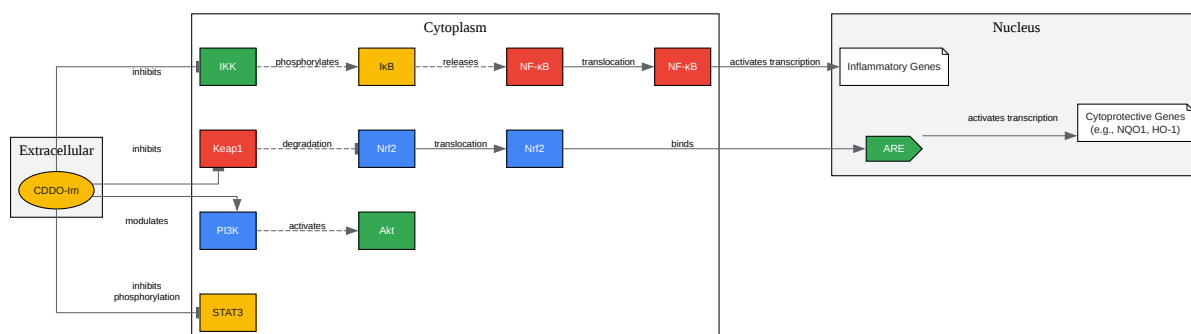 Cytoplasm
Nucleus
IKK
phosphorylates
IκB
releases
NF-κB
translocation
NF-κB
activates transcription
Inflammatory Genes
inhibits
Extracellular
CDDO-Im
inhibits
Keap1
degradation
Nrf2
translocation
Nrf2
binds
ARE
activates transcription
Cytoprotective Genes
(e.g., NQO1, HO-1)
modulates
PI3K
activates
Akt
inhibits
phosphorylation
STAT3